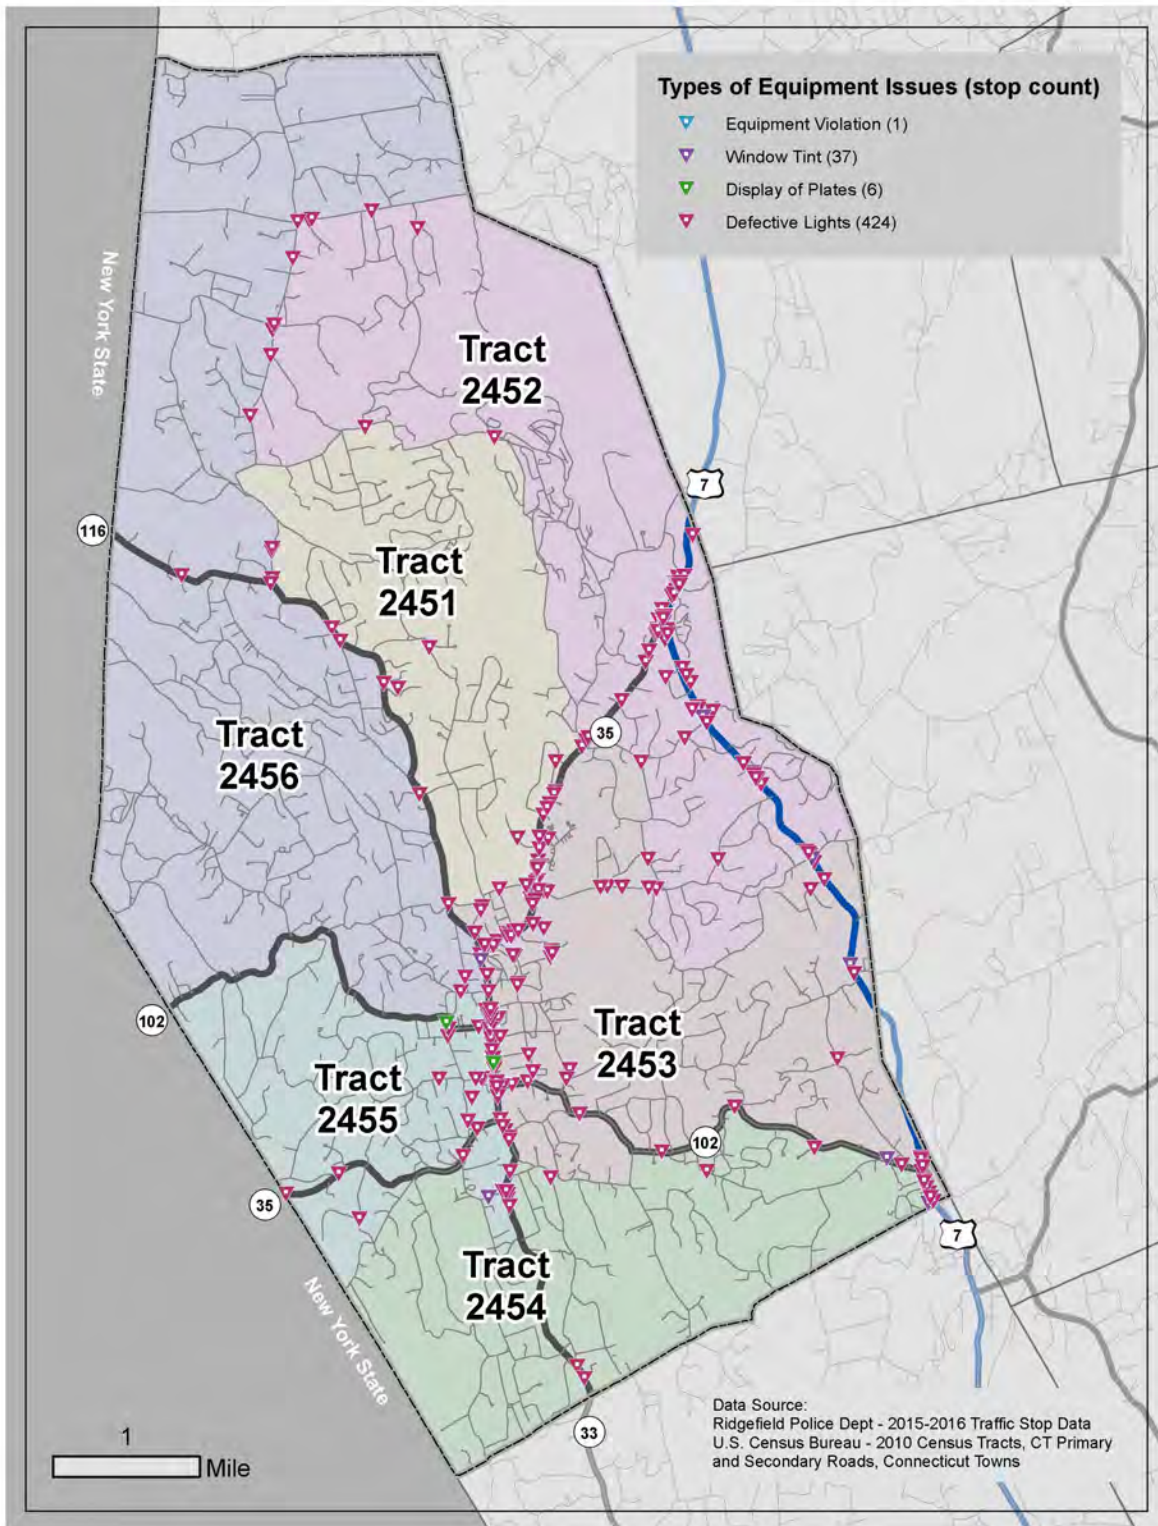 Types of Equipment Issues (stop count)
Equipment Violation (1)
Window Tint (37)
Display of Plates (6)
Defective Lights (424)
New York State
Tract
2452
7
116
Tract
2451
35
Tract
2456
102
Tract
2453
Tract
2455
102
35
7
Tract
2454
New York State
33
1
Mile
Data Source:
Ridgefield Police Dept - 2015-2016 Traffic Stop Data
U.S. Census Bureau - 2010 Census Tracts, CT Primary
and Secondary Roads, Connecticut Towns